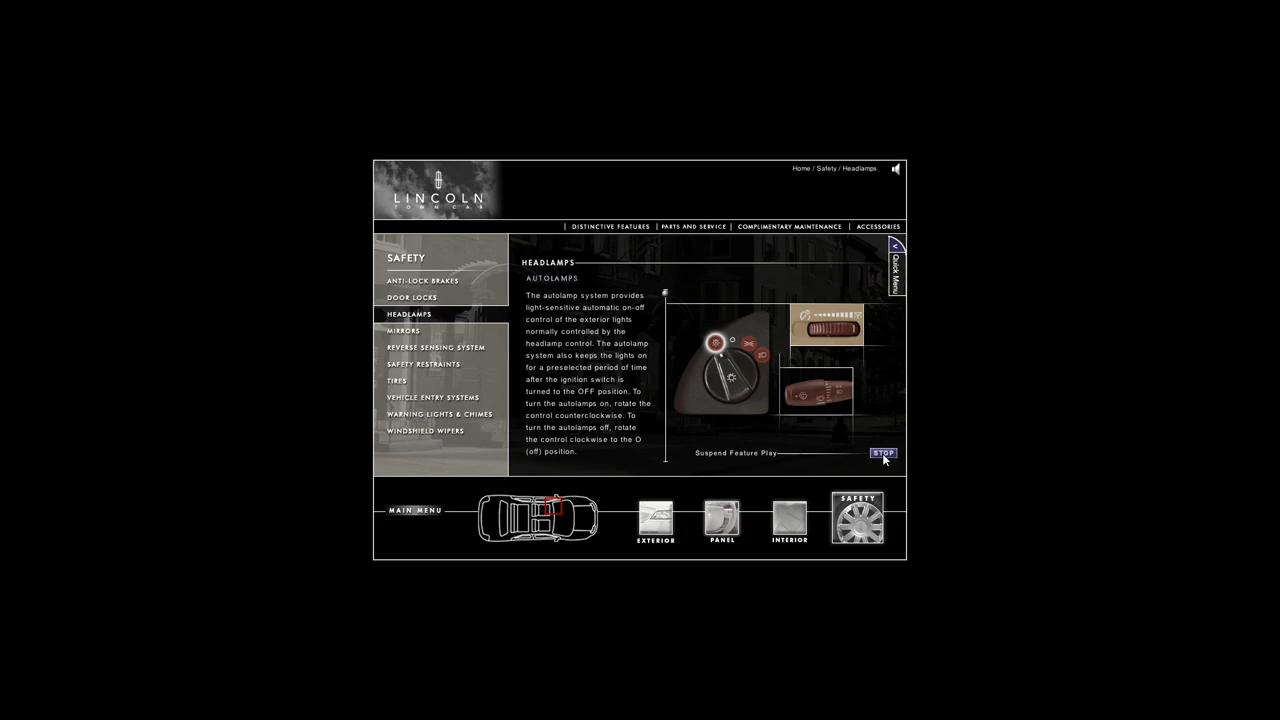 Home / Safety / Headlamps
LINCOLN
TOWN CAR
DISTINCTIVE FEATURES
PARTS AND SERVICE
COMPLIMENTARY MAINTENANCE
ACCESSORIES
SAFETY
ANTI-LOCK BRAKES
DOOR LOCKS
HEADLAMPS
MIRRORS
REVERSE SENSING SYSTEM
SAFETY RESTRAINTS
TIRES
VEHICLE ENTRY SYSTEMS
WARNING LIGHTS & CHIMES
WINDSHIELD WIPERS
HEADLAMPS
AUTOLAMPS
The autolamp system provides
light-sensitive automatic on-off
control of the exterior lights
normally controlled by the
headlamp control. The autolamp
system also keeps the lights on
for a preselected period of time
after the ignition switch is
turned to the OFF position. To
turn the autolamps on, rotate the
control counterclockwise. To
turn the autolamps off, rotate
the control clockwise to the O
(off) position.
< Quick Menu
Suspend Feature Play
STOP
MAIN MENU
EXTERIOR
PANEL
INTERIOR
SAFETY